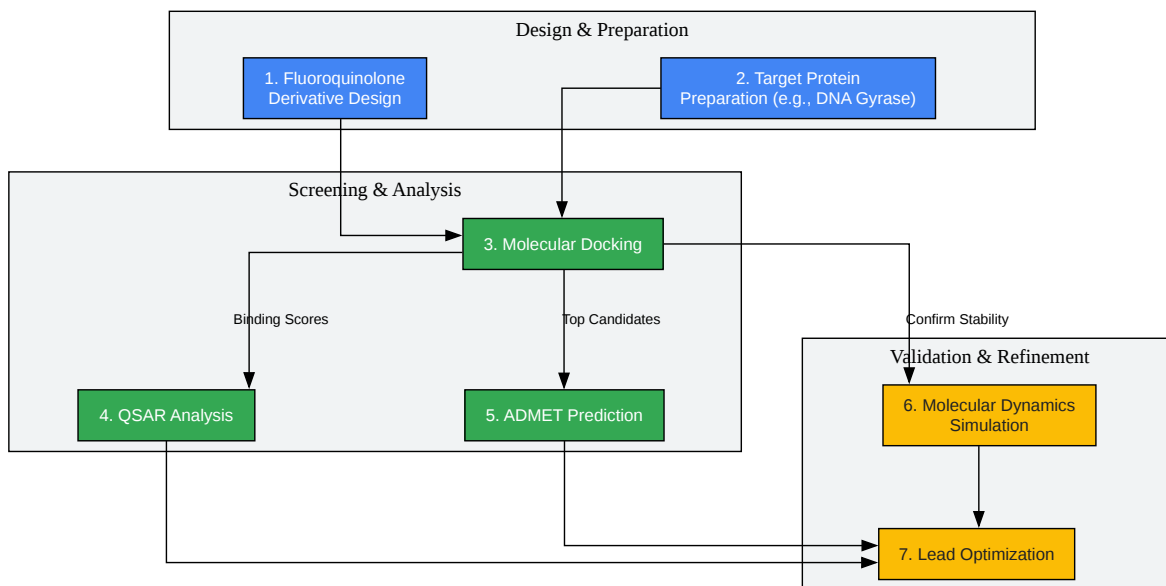 Design & Preparation
1. Fluoroquinolone
Derivative Design
2. Target Protein
Preparation (e.g., DNA Gyrase)
Screening & Analysis
3. Molecular Docking
Binding Scores
Top Candidates
Confirm Stability
Validation & Refinement
4. QSAR Analysis
5. ADMET Prediction
6. Molecular Dynamics
Simulation
7. Lead Optimization